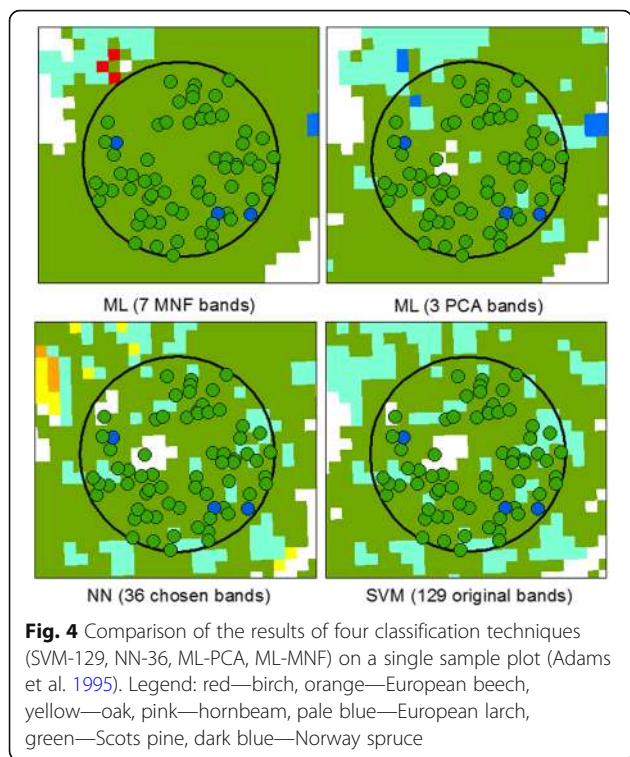 ML (7 MNF bands)
ML (3 PCA bands)
NN (36 chosen bands)
SVM (129 original bands)
Fig. 4 Comparison of the results of four classification techniques
(SVM-129, NN-36, ML-PCA, ML-MNF) on a single sample plot (Adams
et al. 1995). Legend: red—birch, orange—European beech,
yellow—oak, pink—hornbeam, pale blue—European larch,
green—Scots pine, dark blue—Norway spruce